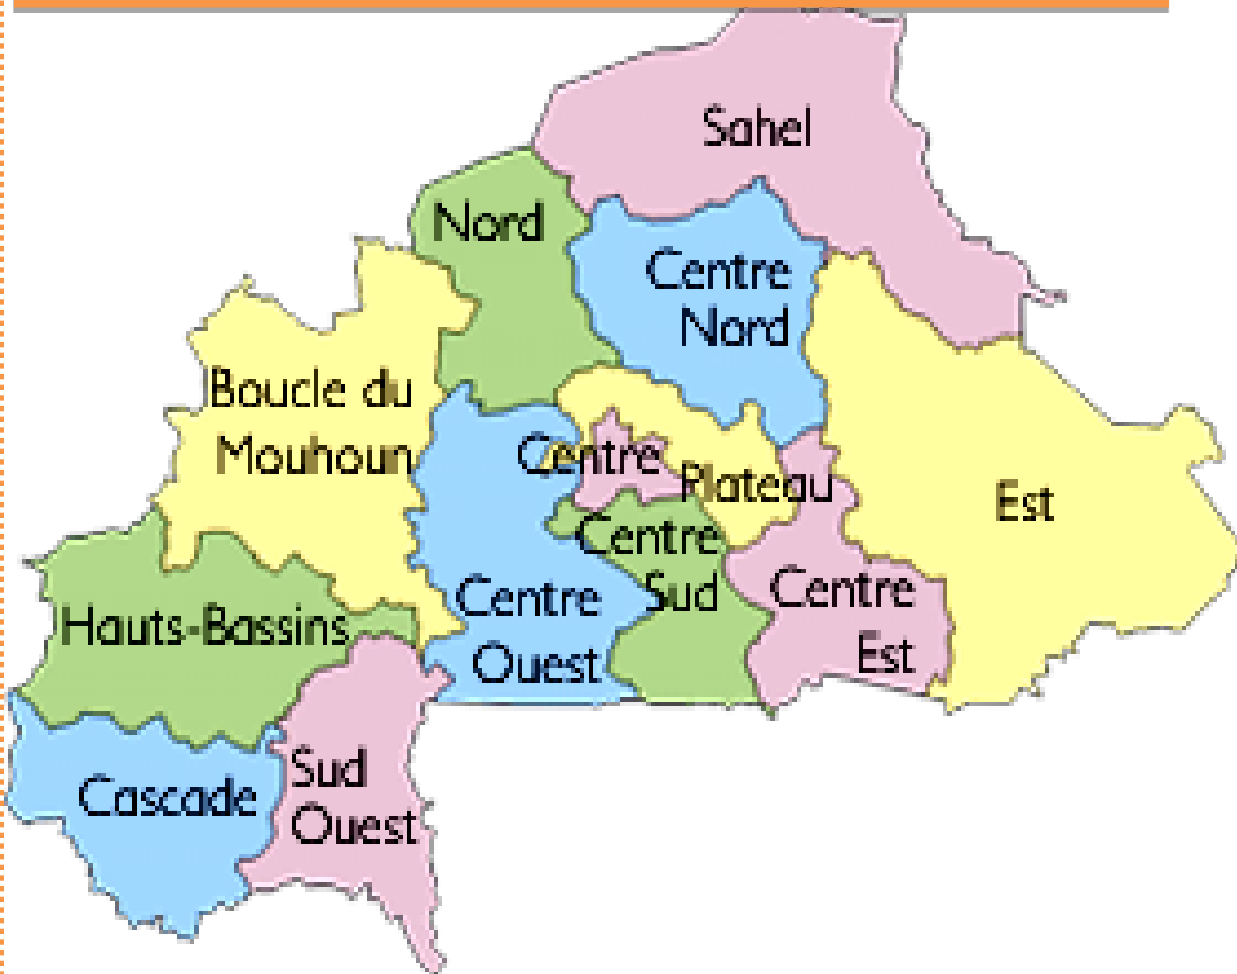 Sahel
Nord
Centre
Nord
Boucle du
Mouhoun
Centre
Plateau
Est
Centre
Sud
Centre
Ouest
Centre
Est
Hauts-Bassins
Cascade
Sud
Ouest